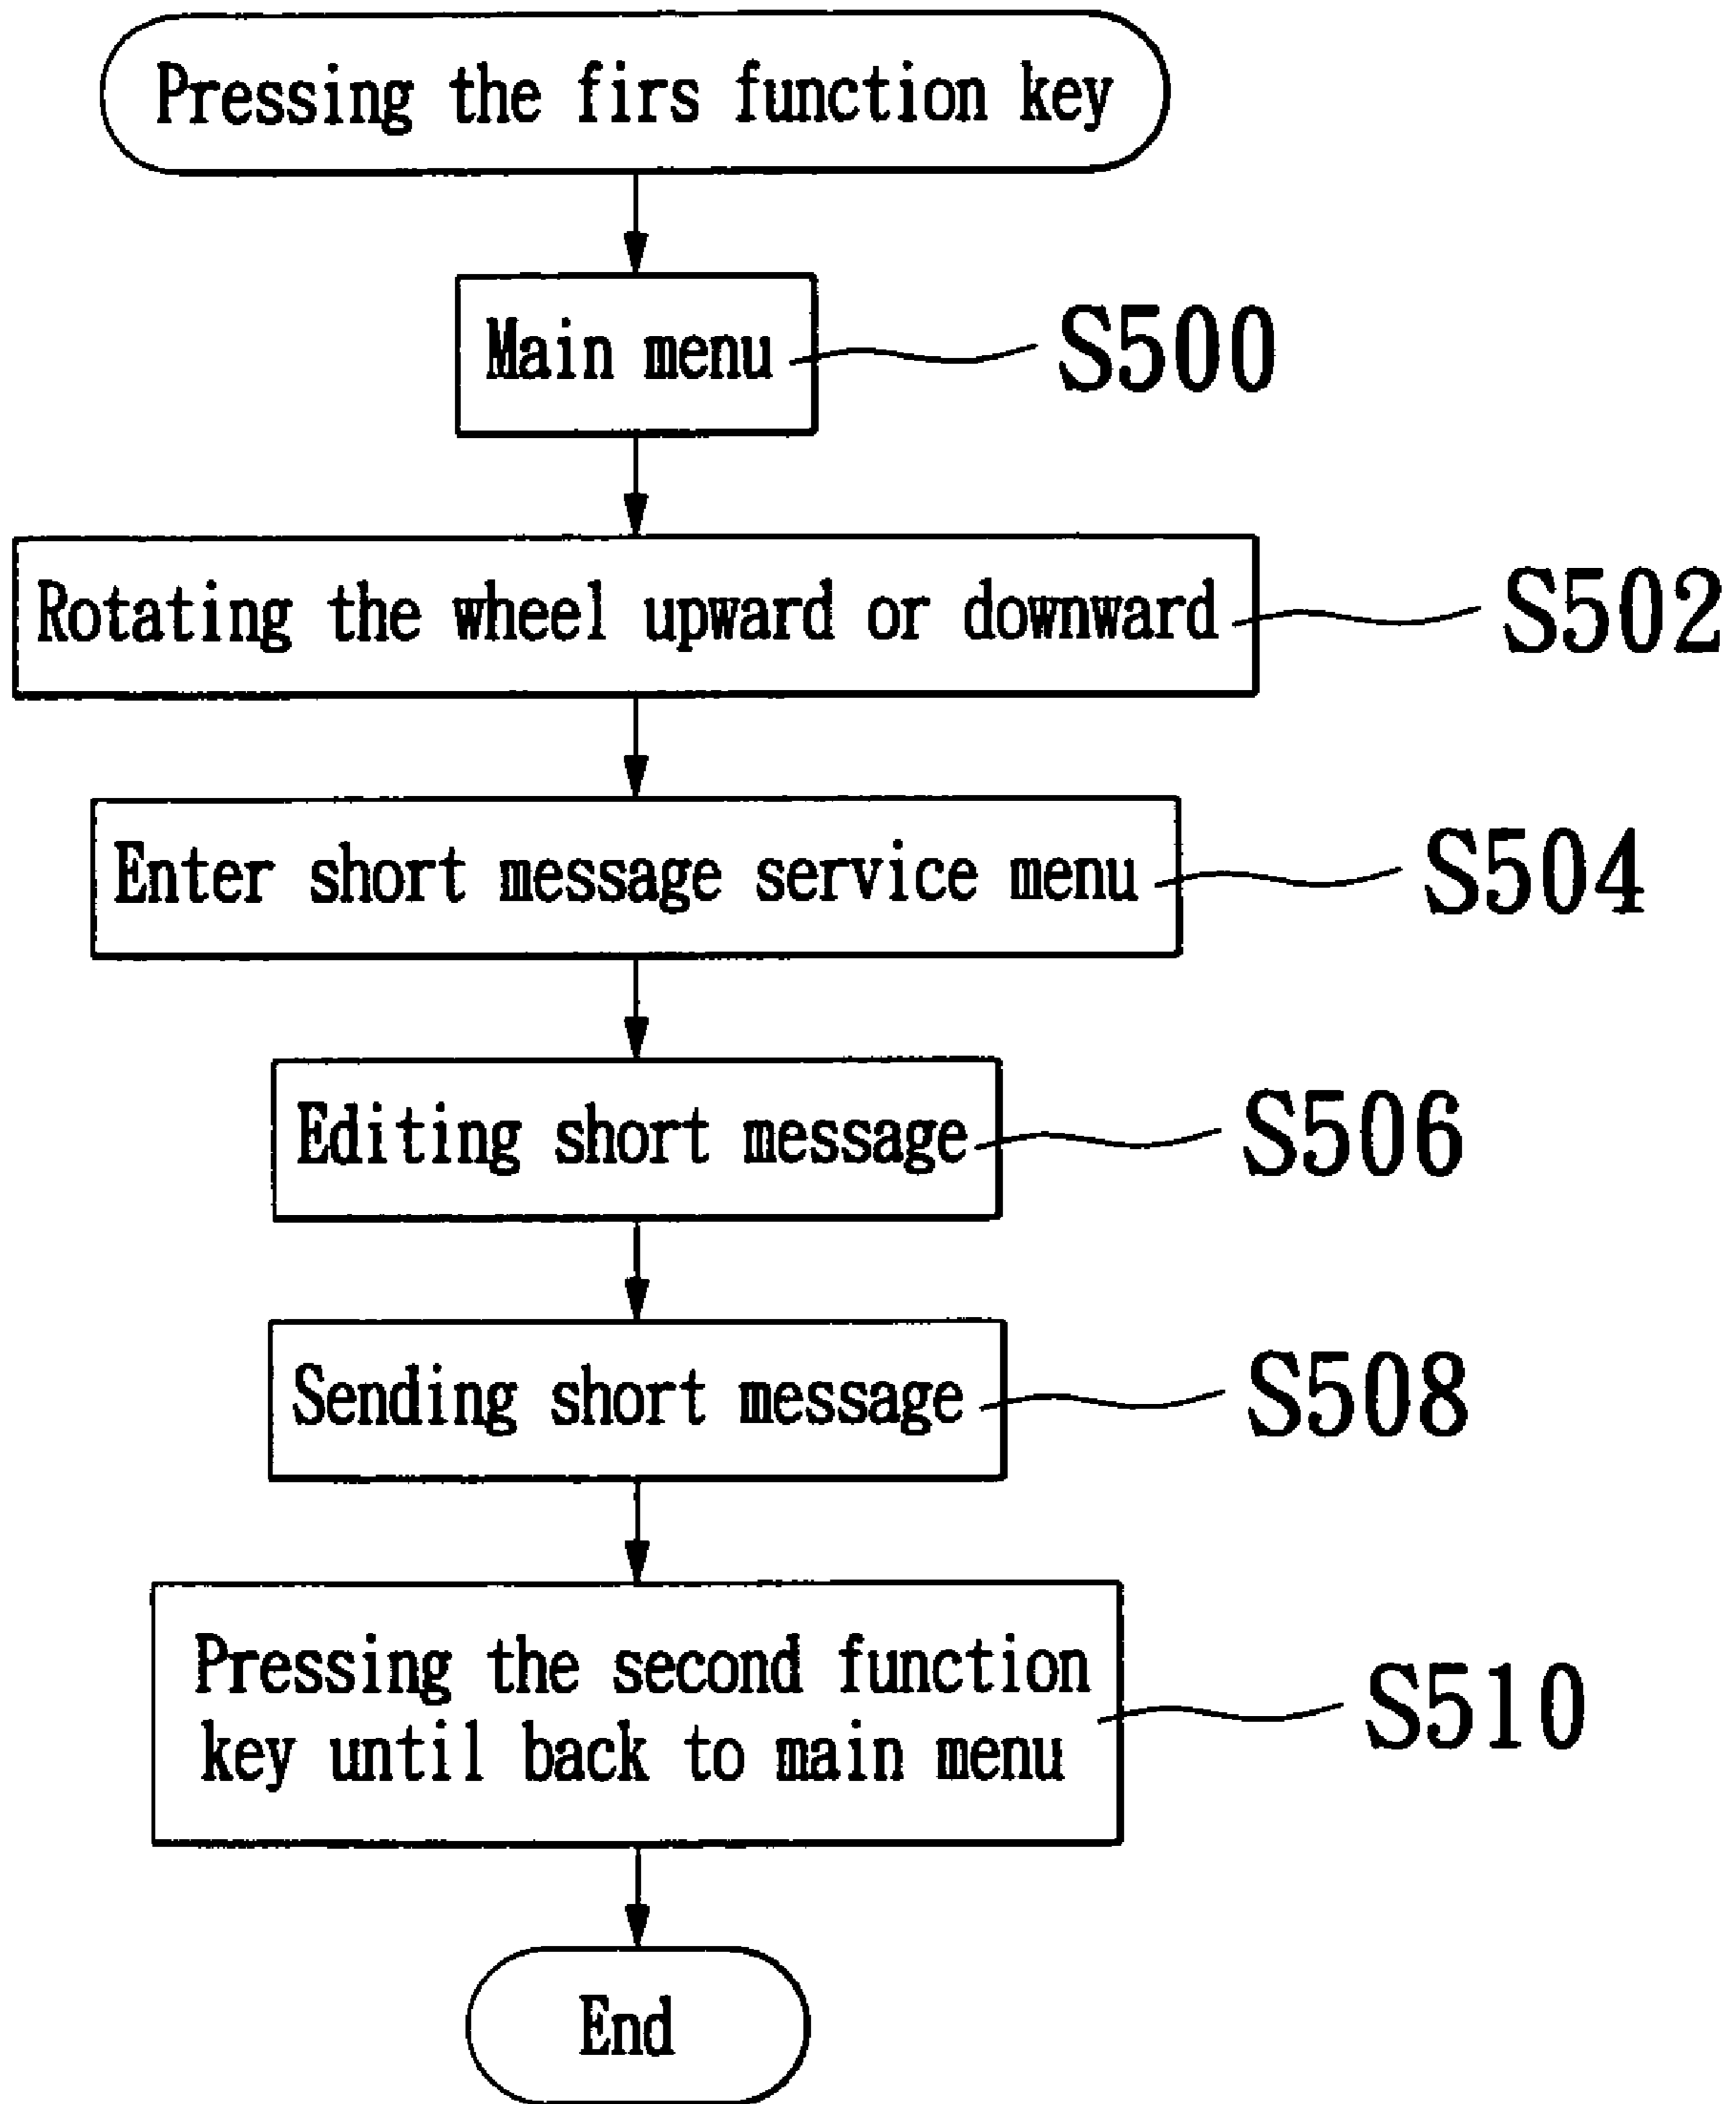 Pressing the firs function key
Main menu
S500
Rotating the wheel upward or downward
S502
Enter short message service menu
S504
Editing short message
S506
Sending short message
S508
Pressing the second function
key until back to main menu
S510
End